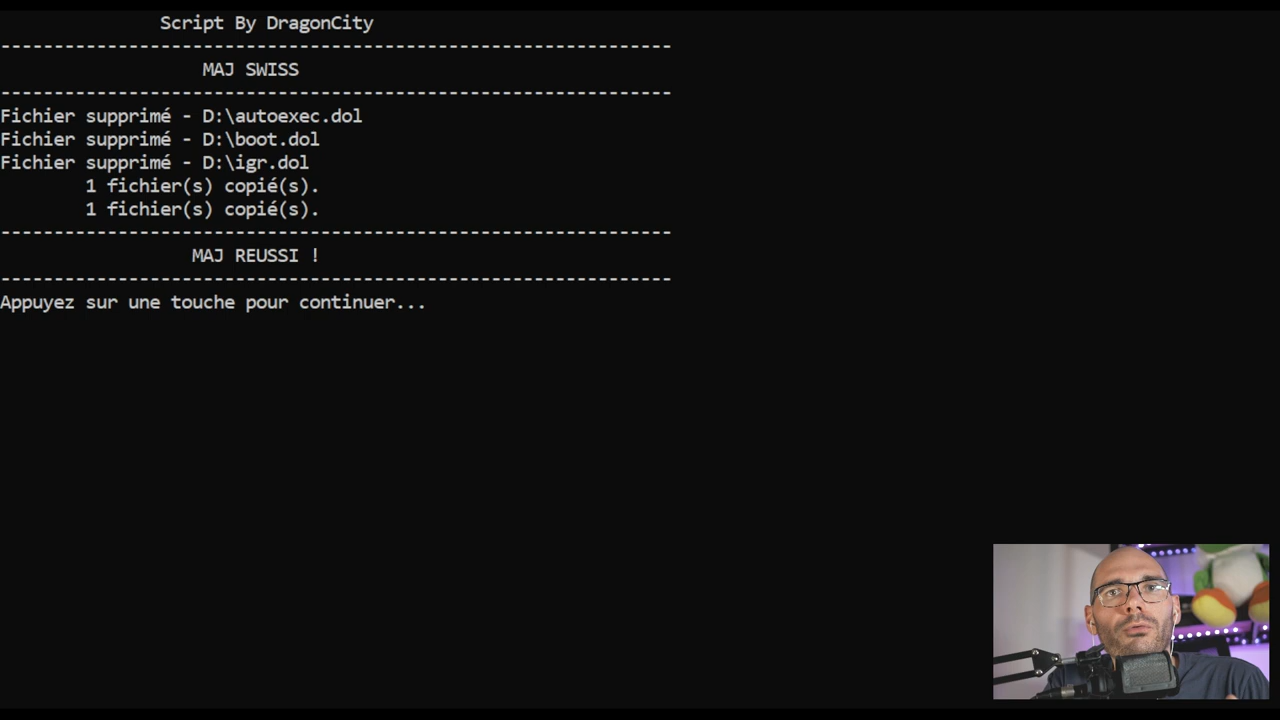 Script By DragonCity
---------------------------------------------------------------
MAJ SWISS
---------------------------------------------------------------
Fichier supprimé - D:\autoexec.dol
Fichier supprimé - D:\boot.dol
Fichier supprimé - D:\igr.dol
1 fichier(s) copié(s).
1 fichier(s) copié(s).
---------------------------------------------------------------
MAJ REUSSI !
---------------------------------------------------------------
Appuyez sur une touche pour continuer...